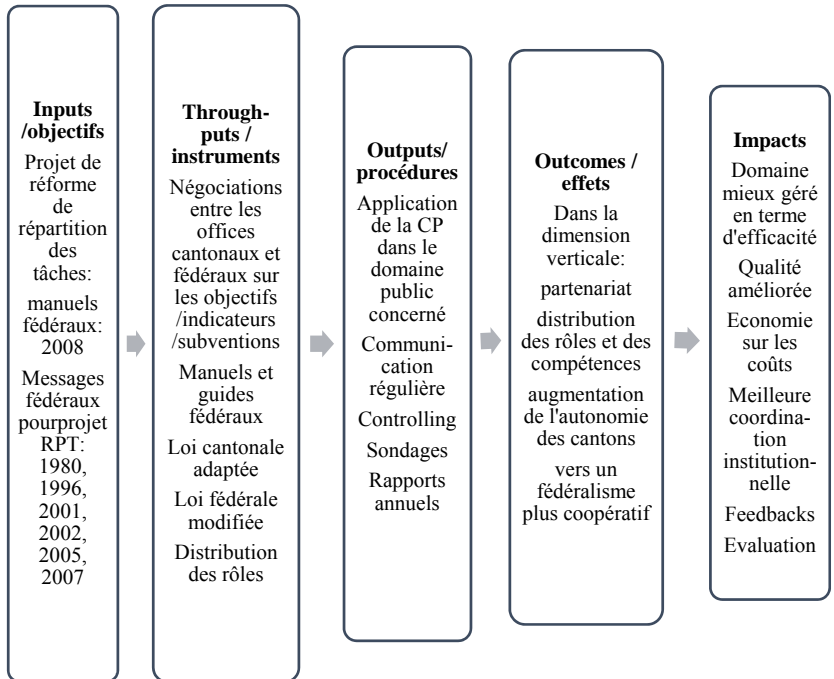 Inputs
/objectifs
Projet de
réforme
de
répartition
des
tâches:
manuels
fédéraux:
2008
Messages
fédéraux
pourprojet
RPT:
1980,
1996,
2001,
2002,
2005,
2007
Through-
puts /
instruments
Négociations
entre les
offices
cantonaux et
fédéraux sur
les objectifs
/indicateurs
/subventions
Manuels et
guides
fédéraux
Loi cantonale
adaptée
Loi fédérale
modifiée
Distribution
des rôles
Outputs/
procédures
Application
de la CP
dans le
domaine
public
concerné
Communi-
cation
régulière
Controlling
Sondages
Rapports
annuels
Outcomes /
effets
Dans la
dimension
verticale:
partenariat
distribution
des rôles et des
compétences
augmentation
de l'autonomie
des cantons
vers un
fédéralisme
plus coopératif
Impacts
Domaine
mieux géré
en terme
d'efficacité
Qualité
améliorée
Economie
sur les
coûts
Meilleure
coordina-
tion
institution-
nelle
Feedbacks
Evaluation